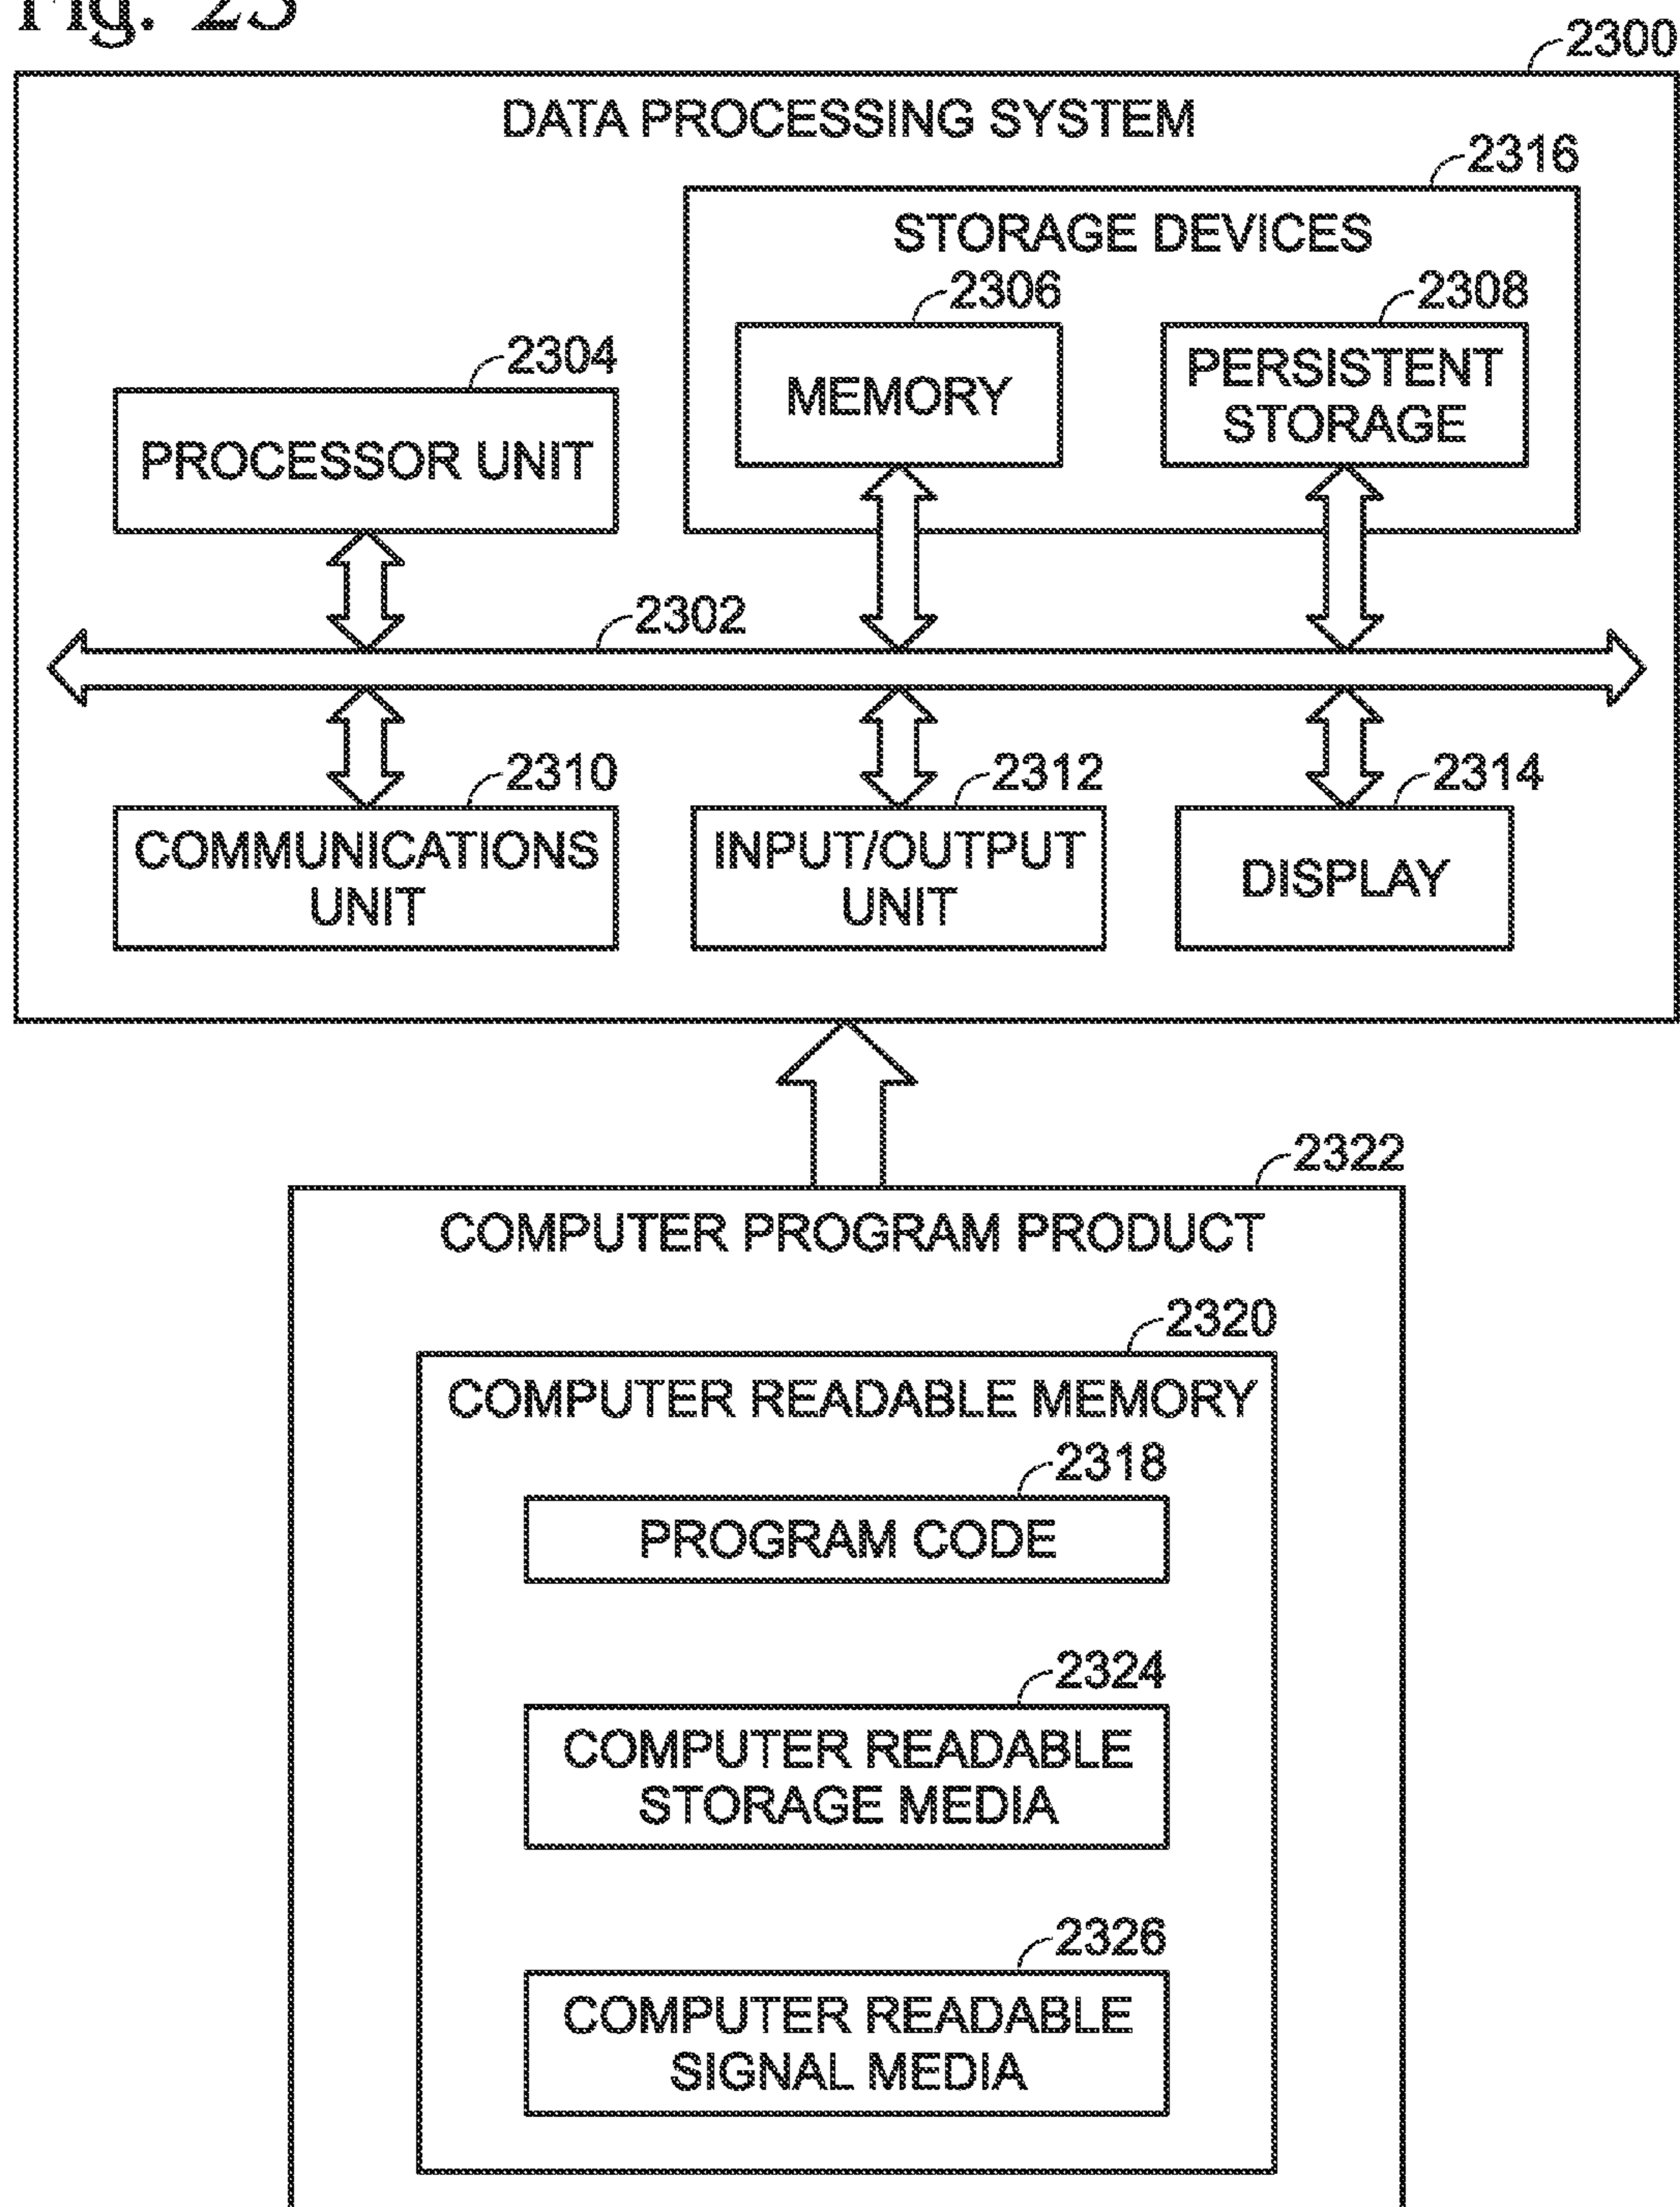 Fig. 23
2300
DATA PROCESSING SYSTEM
2316
STORAGE DEVICES
2306
2308
2304
MEMORY
PERSISTENT
STORAGE
PROCESSOR UNIT
2302
2310
2312
2314
COMMUNICATIONS
UNIT
INPUT/OUTPUT
UNIT
DISPLAY
2322
COMPUTER PROGRAM PRODUCT
2320
COMPUTER READABLE MEMORY
2318
PROGRAM CODE
2324
COMPUTER READABLE
STORAGE MEDIA
2326
COMPUTER READABLE
SIGNAL MEDIA